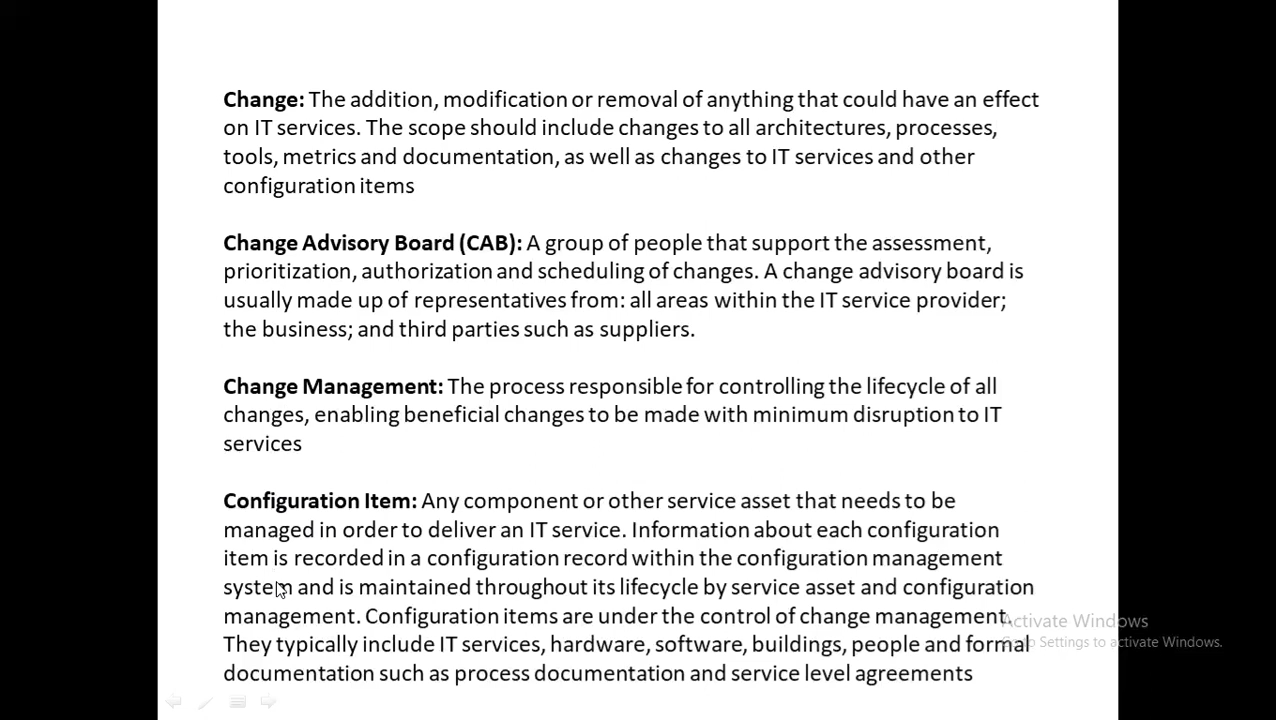 Change: The addition, modification or removal of anything that could have an effect
on IT services. The scope should include changes to all architectures, processes,
tools, metrics and documentation, as well as changes to IT services and other
configuration items
Change Advisory Board (CAB): A group of people that support the assessment,
prioritization, authorization and scheduling of changes. A change advisory board is
usually made up of representatives from: all areas within the IT service provider;
the business; and third parties such as suppliers.
Change Management: The process responsible for controlling the lifecycle of all
changes, enabling beneficial changes to be made with minimum disruption to IT
services
Configuration Item: Any component or other service asset that needs to be
managed in order to deliver an IT service. Information about each configuration
item is recorded in a configuration record within the configuration management
system and is maintained throughout its lifecycle by service asset and configuration
management. Configuration items are under the control of change management.
They typically include IT services, hardware, software, buildings, people and formal
documentation such as process documentation and service level agreements
Activate Windows
Go to Settings to activate Windows.